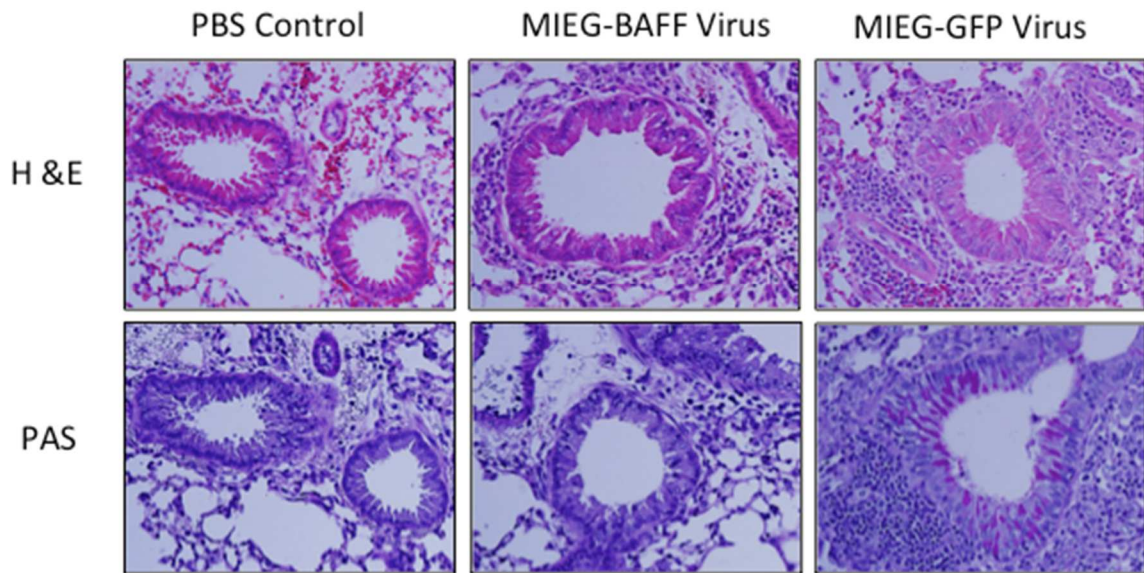 PBS Control
MIEG-BAFF Virus
MIEG-GFP Virus
H &E
PAS